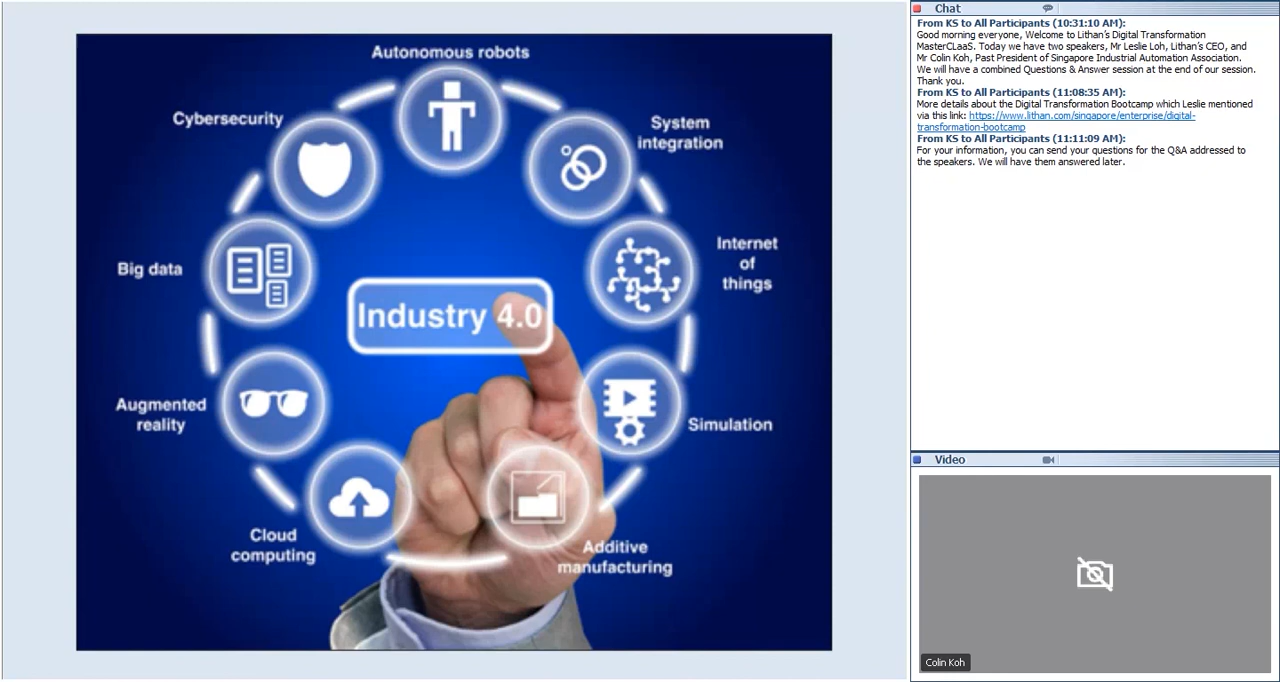 Autonomous robots
Cybersecurity
System
integration
Big data
Internet
of
things
Industry 4.0
Augmented
reality
Simulation
Cloud
computing
Additive
manufacturing
Chat
From KS to All Participants (10:31:10 AM):
Good morning everyone, Welcome to Lithan's Digital Transformation
MasterCLaaS. Today we have two speakers, Mr Leslie Loh, Lithan's CEO, and
Mr Colin Koh, Past President of Singapore Industrial Automation Association.
We will have a combined Questions & Answer session at the end of our session.
Thank you.
From KS to All Participants (11:08:35 AM):
More details about the Digital Transformation Bootcamp which Leslie mentioned
via this link: https://www.lithan.com/singapore/enterprise/digital-
transformation-bootcamp
From KS to All Participants (11:11:09 AM):
For your information, you can send your questions for the Q&A addressed to
the speakers. We will have them answered later.
Video
Colin Koh